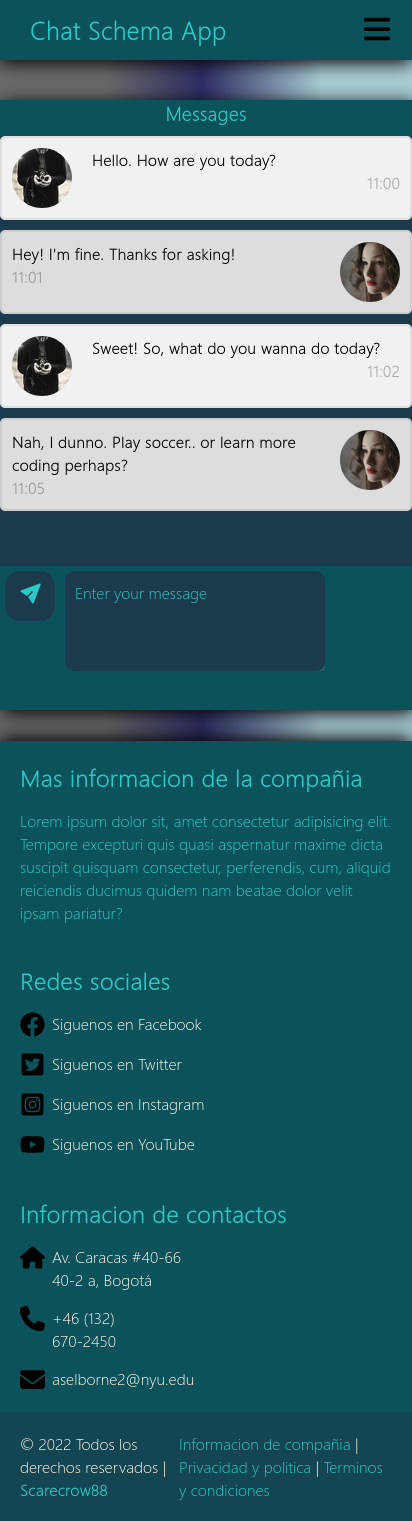 Chat Schema App
Messages
Hello. How are you today?
11:00
Hey! I'm fine. Thanks for asking!
11:01
Sweet! So, what do you wanna do today?
11:02
Nah, I dunno. Play soccer.. or learn more
coding perhaps?
11:05
Enter your message
Mas informacion de la compañia
Lorem ipsum dolor sit, amet consectetur adipisicing elit.
Tempore excepturi quis quasi aspernatur maxime dicta
suscipit quisquam consectetur, perferendis, cum, aliquid
reiciendis ducimus quidem nam beatae dolor velit
ipsam pariatur?
Redes sociales
Siguenos en Facebook
Siguenos en Twitter
Siguenos en Instagram
Siguenos en YouTube
Informacion de contactos
Av. Caracas #40-66
40-2 a, Bogotá
+46 (132)
670-2450
aselborne2@nyu.edu
© 2022 Todos los
derechos reservados |
Scarecrow88
Informacion de compañia |
Privacidad y politica | Terminos
y condiciones